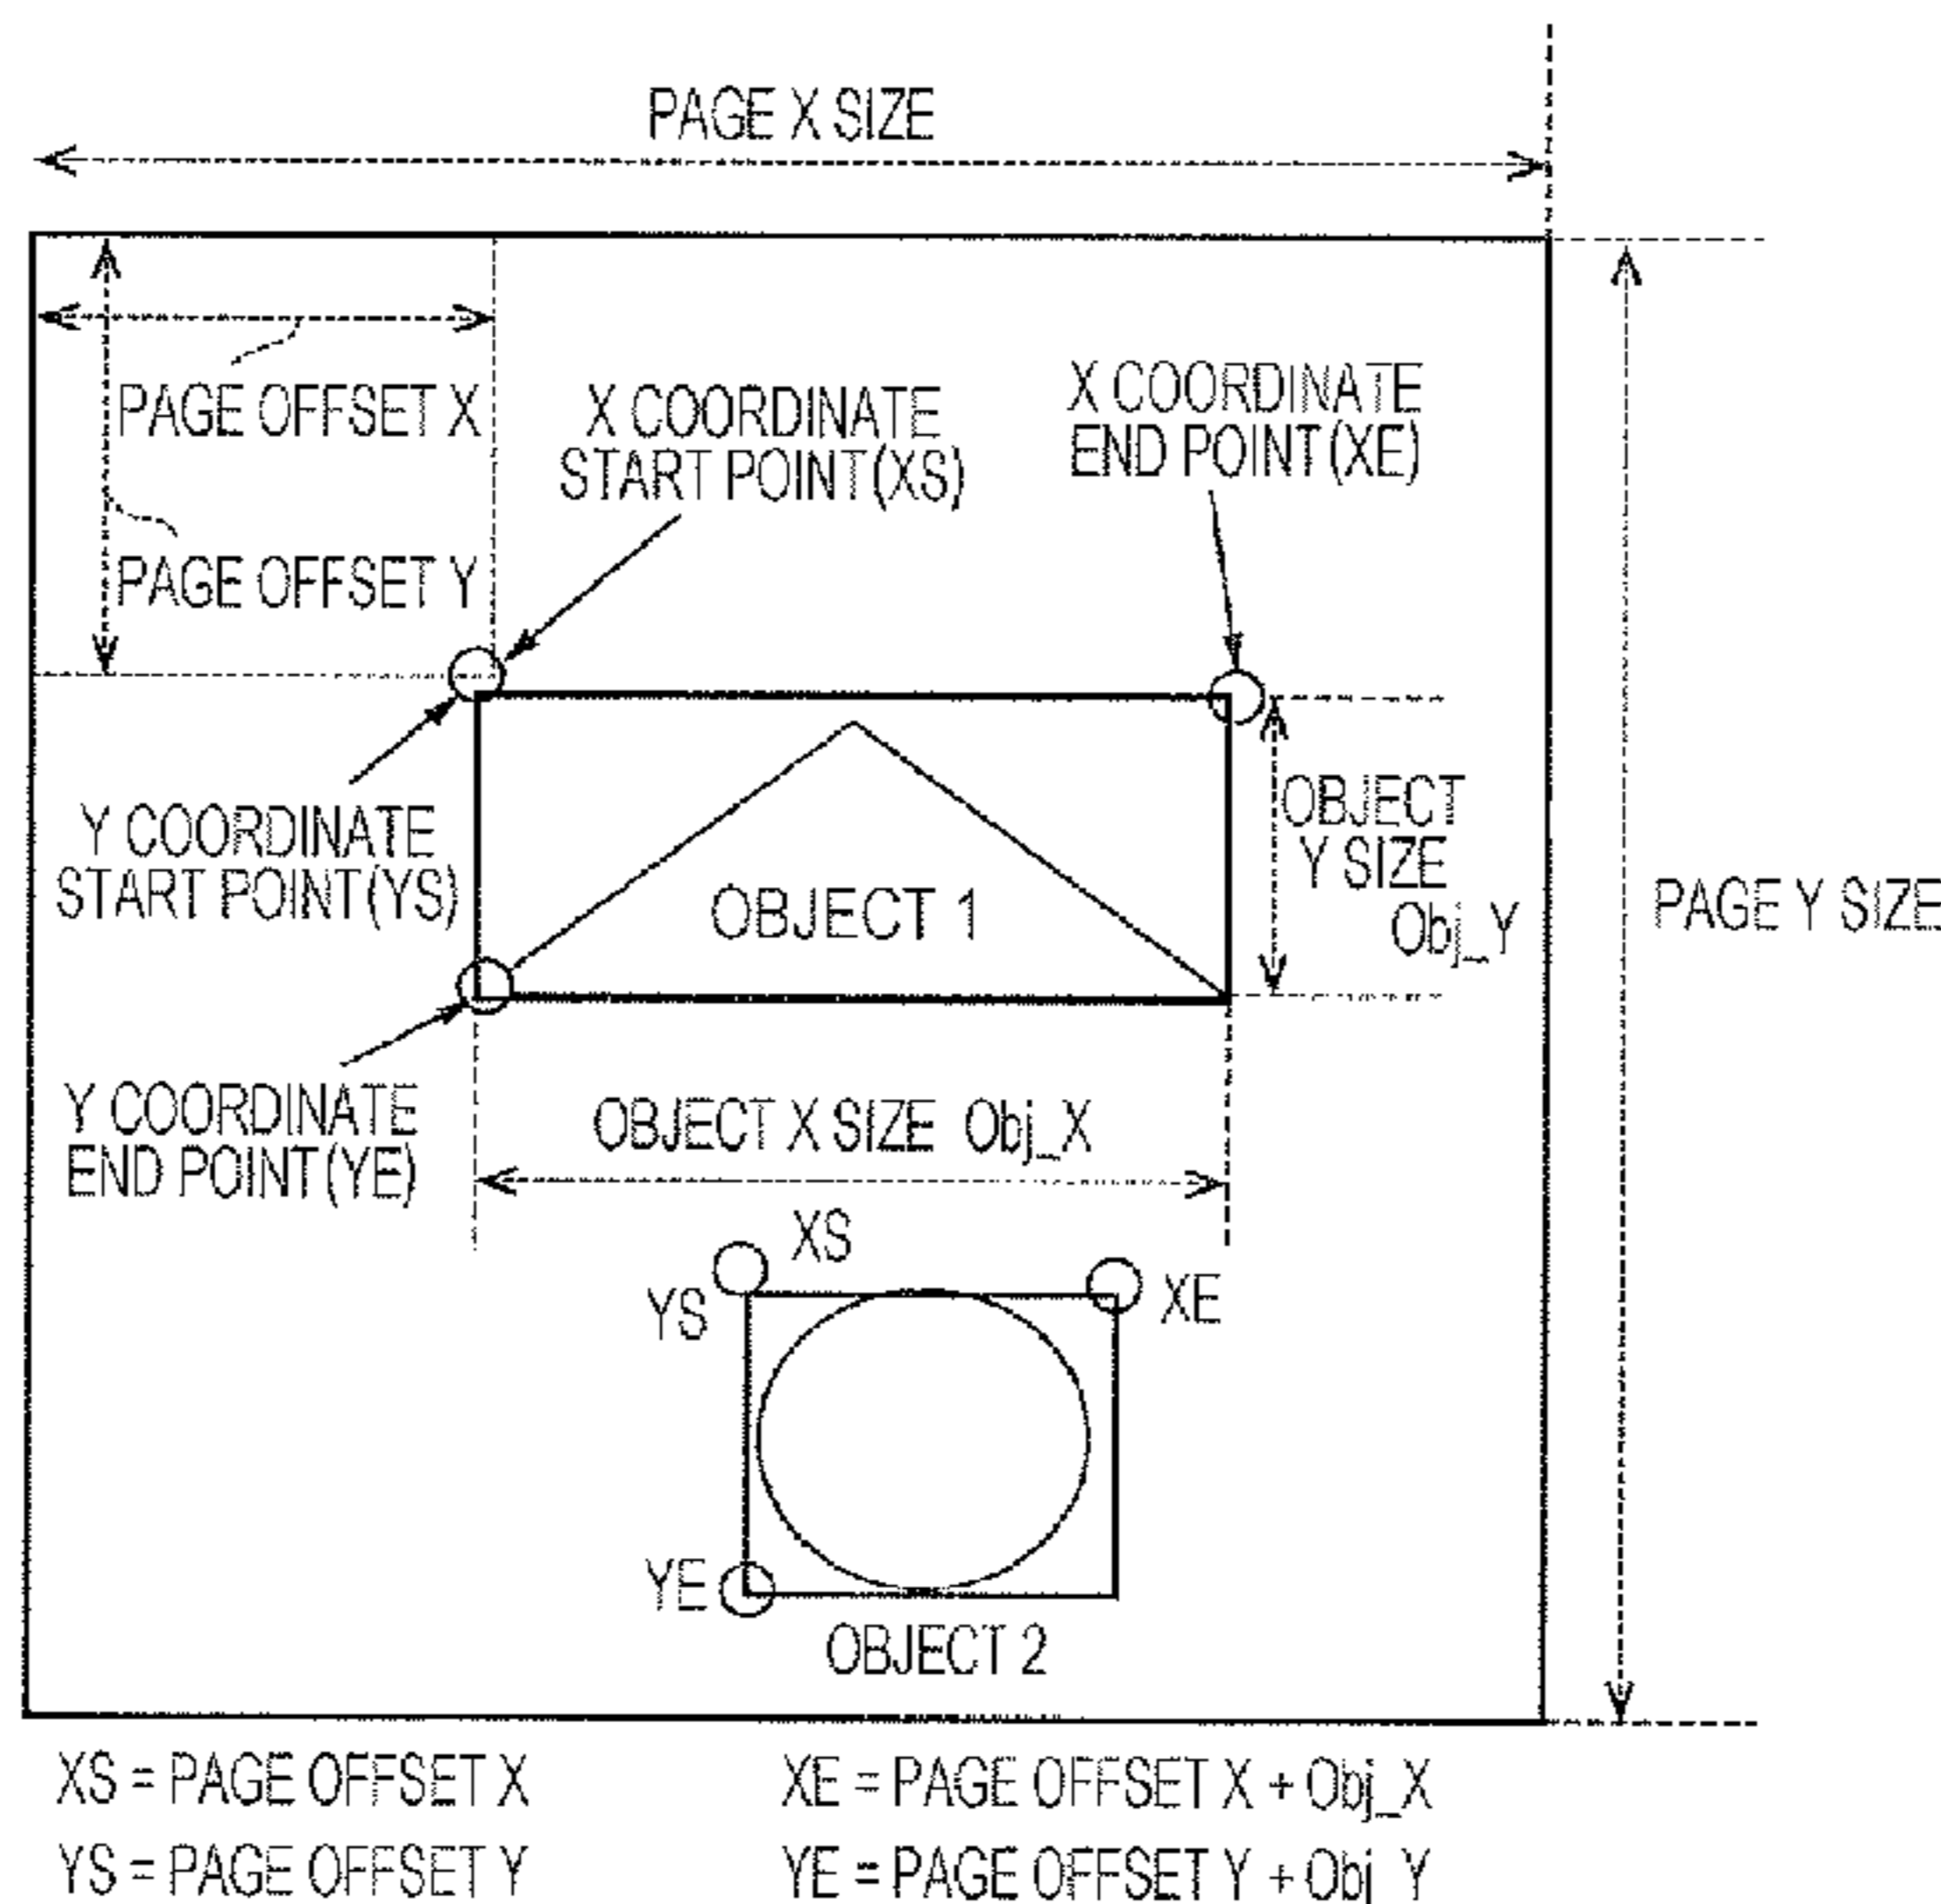 PAGE X SIZE
PAGE OFFSET X
X COORDINATE
START POINT(XS)
X COORDINATE
END POINT(XE)
PAGE OFFSET Y
Y COORDINATE
START POINT(YS)
OBJECT 1
OBJECT
Y SIZE
Obj_Y
PAGE Y SIZE
Y COORDINATE
END POINT(YE)
OBJECT X SIZE Obj_X
XS
YS
XE
YE
OBJECT 2
XS = PAGE OFFSET X
XE = PAGE OFFSET X + Obj_X
YS = PAGE OFFSET Y
YE = PAGE OFFSET Y + Obj_Y